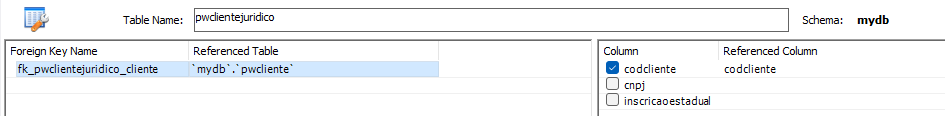 Table Name: pwclientejuridico Schema: mydb
Foreign Key Name Referenced Table Column Referenced Column
fk_pwclientejuridico_cliente `mydb`.`pwcliente` codcliente codcliente
cnpj
inscricaoestadual